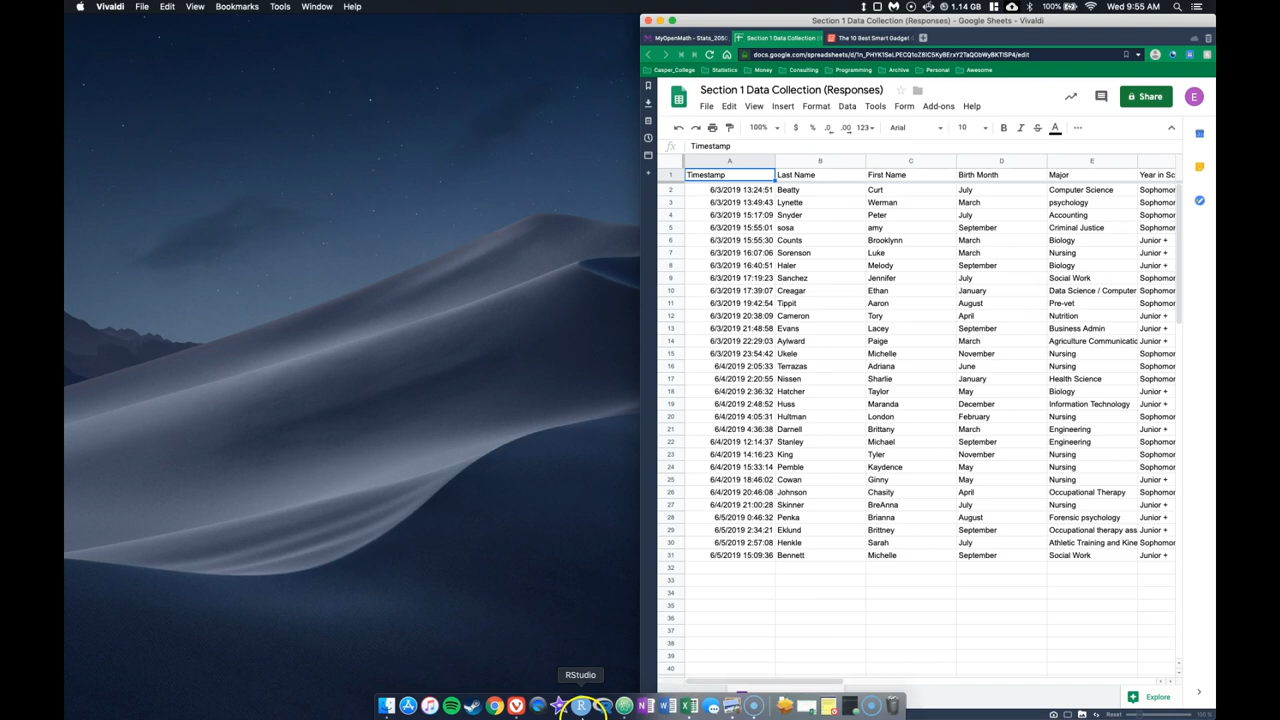 Vivaldi File Edit View Bookmarks Tools Window Help 1.14 GB 100% Wed 9:55 AM
Section 1 Data Collection (Responses) - Google Sheets - Vivaldi
MyOpenMath - Stats_205 Section 1 Data Collection ( The 10 Best Smart Gadget
Casper_College Statistics Money Consulting Programming Archive Personal Awesome
Section 1 Data Collection (Responses)
File Edit View Insert Format Data Tools Form Add-ons Help
Share E
100% $ % .0 .00 123 Arial 10 B I S A
fx Timestamp
A B C D E
1 Timestamp Last Name First Name Birth Month Major Year in Sc
2 6/3/2019 13:24:51 Beatty Curt July Computer Science Sophomor
3 6/3/2019 13:49:43 Lynette Werman March psychology Sophomor
4 6/3/2019 15:17:09 Snyder Peter July Accounting Sophomor
5 6/3/2019 15:55:01 sosa amy September Criminal Justice Sophomor
6 6/3/2019 15:55:30 Counts Brooklynn March Biology Junior +
7 6/3/2019 16:07:06 Sorenson Luke March Nursing Junior +
8 6/3/2019 16:40:51 Haler Melody September Biology Junior +
9 6/3/2019 17:19:23 Sanchez Jennifer July Social Work Sophomor
10 6/3/2019 17:39:07 Creagar Ethan January Data Science / Computer Sophomor
11 6/3/2019 19:42:54 Tippit Aaron August Pre-vet Sophomor
12 6/3/2019 20:38:09 Cameron Tory April Nutrition Junior +
13 6/3/2019 21:48:58 Evans Lacey September Business Admin Junior +
14 6/3/2019 22:29:03 Aylward Paige March Agriculture Communicatic Junior +
15 6/3/2019 23:54:42 Ukele Michelle November Nursing Sophomor
16 6/4/2019 2:05:33 Terrazas Adriana June Nursing Sophomor
17 6/4/2019 2:20:55 Nissen Sharlie January Health Science Sophomor
18 6/4/2019 2:36:32 Hatcher Taylor May Biology Junior +
19 6/4/2019 2:48:52 Huss Maranda December Information Technology Junior +
20 6/4/2019 4:05:31 Hultman London February Nursing Sophomor
21 6/4/2019 4:36:38 Darnell Brittany March Engineering Junior +
22 6/4/2019 12:14:37 Stanley Michael September Engineering Sophomor
23 6/4/2019 14:16:23 King Tyler November Nursing Junior +
24 6/4/2019 15:33:14 Pemble Kaydence May Nursing Sophomor
25 6/4/2019 18:46:02 Cowan Ginny May Nursing Junior +
26 6/4/2019 20:46:08 Johnson Chasity April Occupational Therapy Sophomor
27 6/4/2019 21:00:28 Skinner BreAnna July Nursing Junior +
28 6/5/2019 0:46:32 Penka Brianna August Forensic psychology Junior +
29 6/5/2019 2:34:21 Eklund Brittney September Occupational therapy ass Junior +
30 6/5/2019 2:57:08 Henkle Sarah July Athletic Training and Kine Sophomor
31 6/5/2019 15:09:36 Bennett Michelle September Social Work Junior +
32
33
34
35
36
37
38
39
40
RStudio
Explore
Reset 100 %